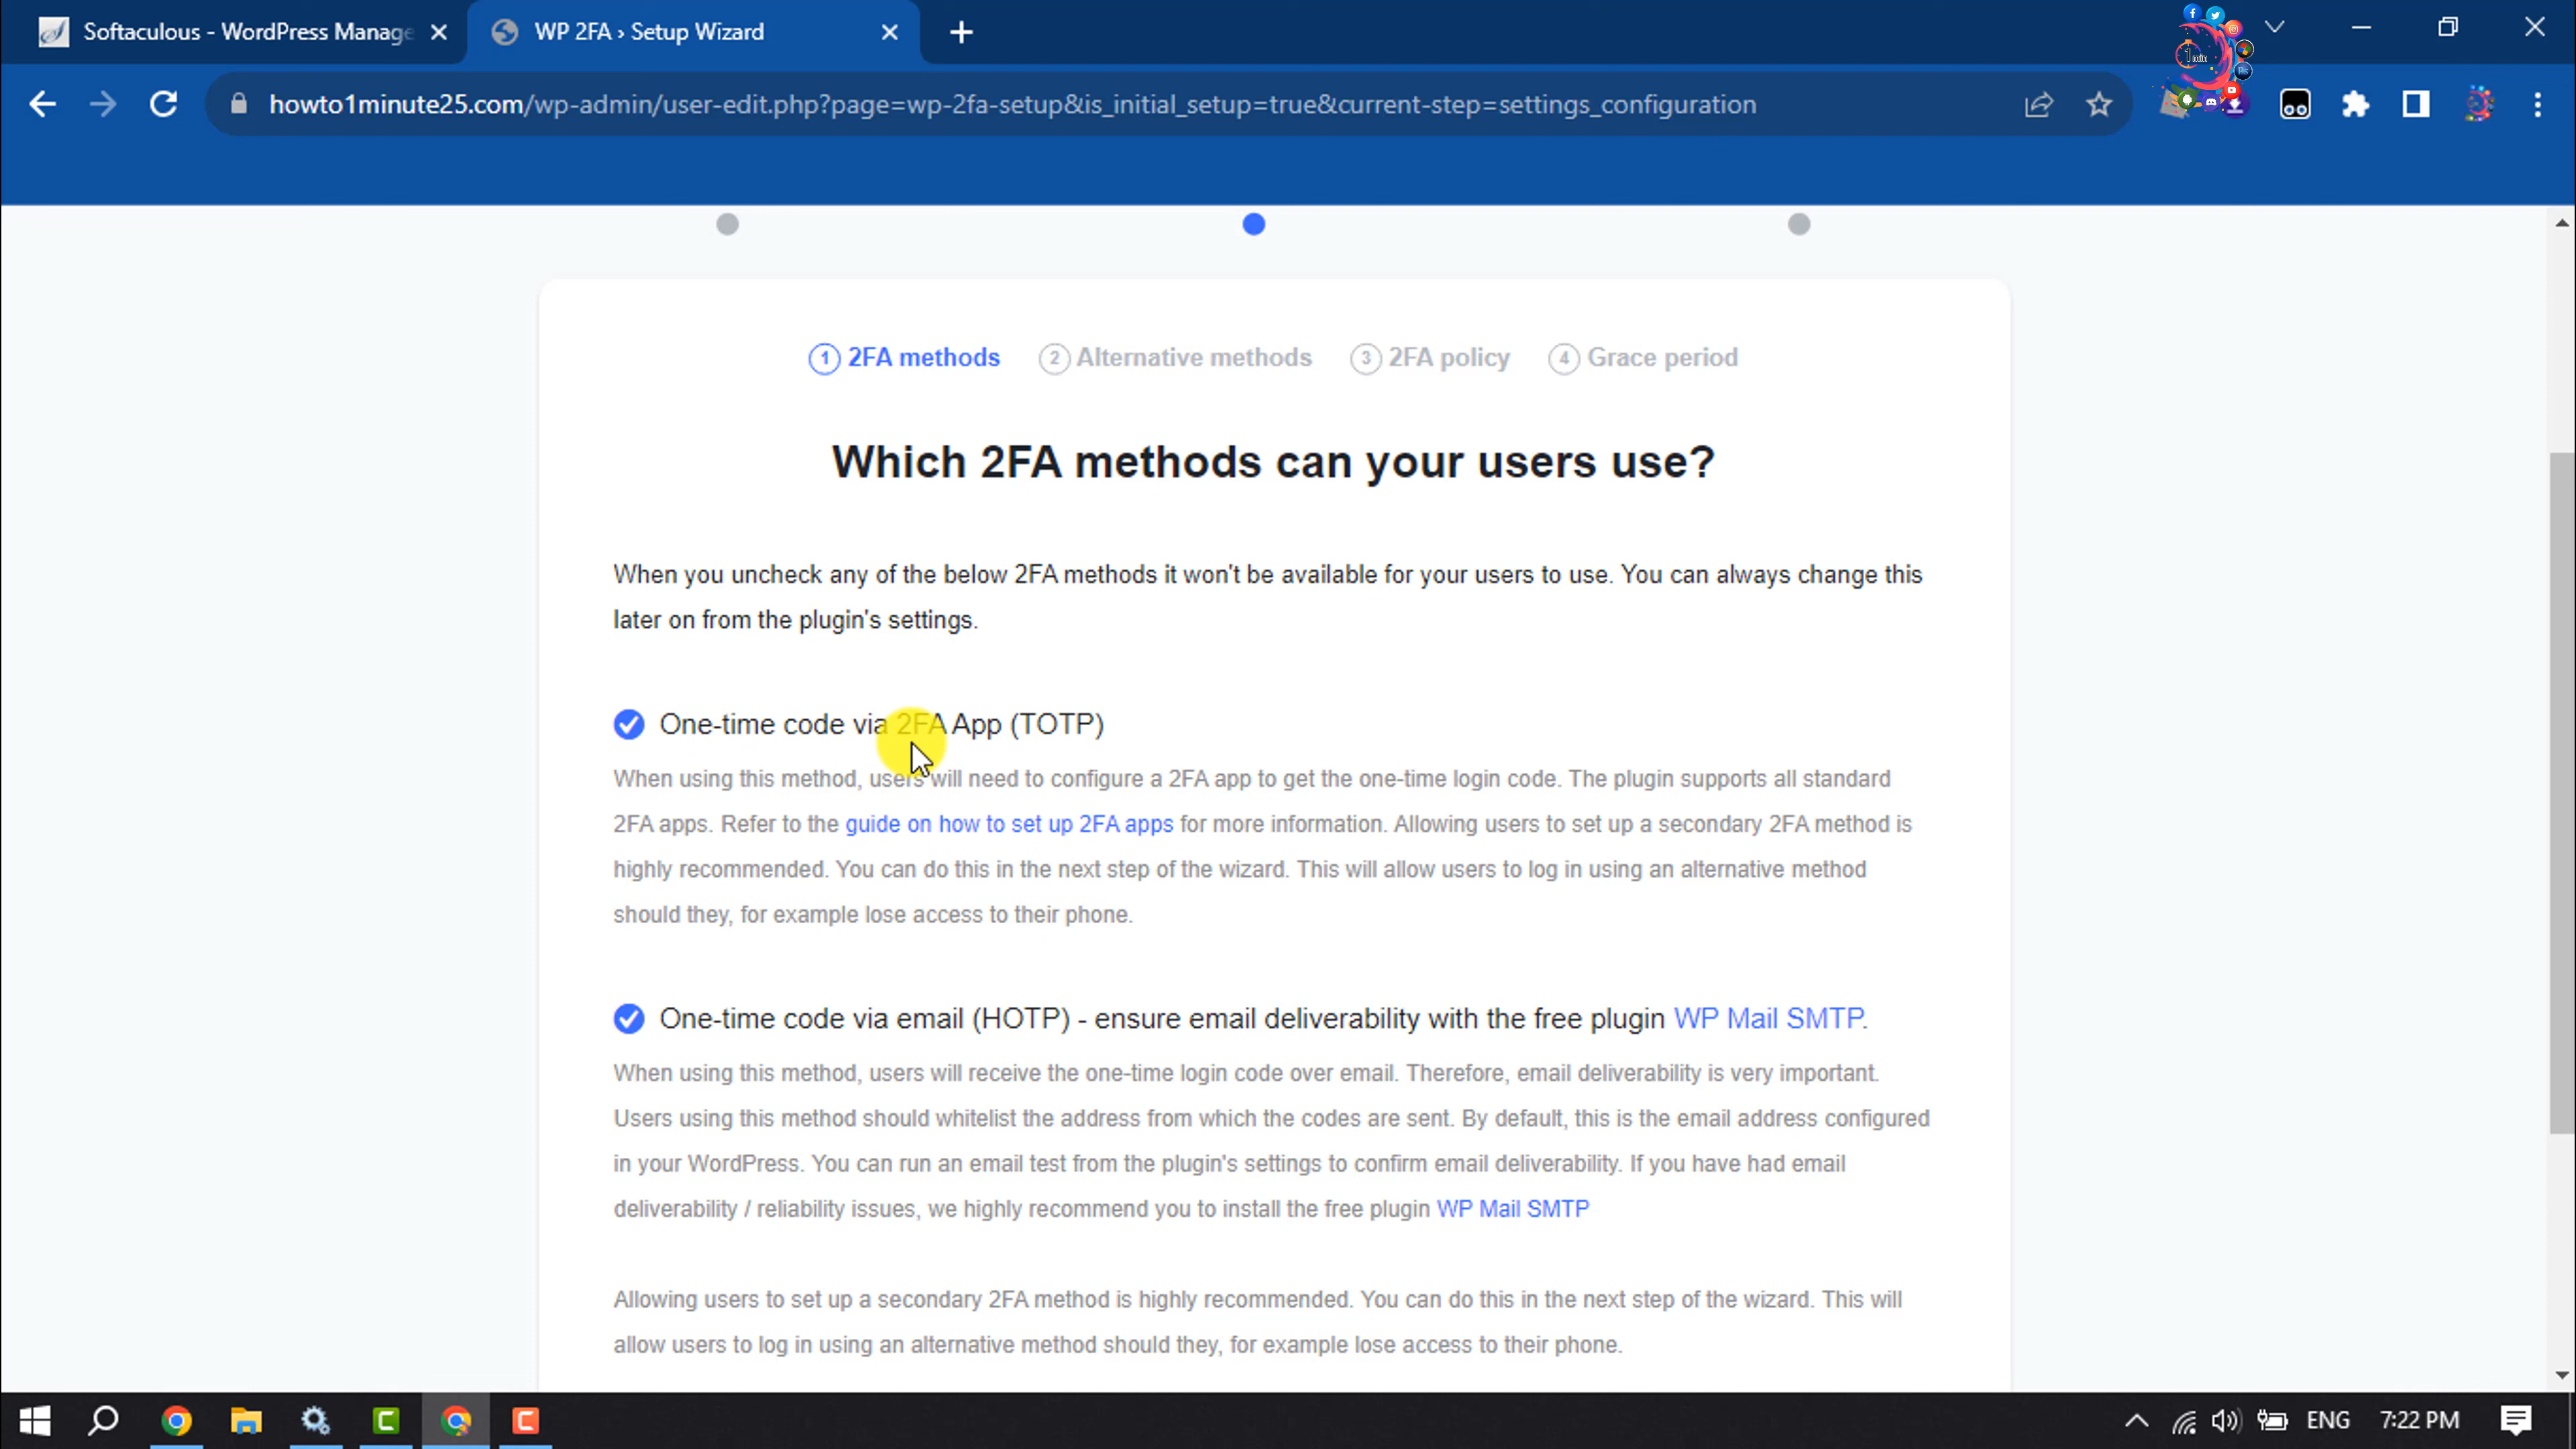 Softaculous - WordPress Manage
WP 2FA › Setup Wizard
howto1minute25.com/wp-admin/user-edit.php?page=wp-2fa-setup&is_initial_setup=true&current-step=settings_configuration
1 2FA methods 2 Alternative methods 3 2FA policy 4 Grace period
Which 2FA methods can your users use?
When you uncheck any of the below 2FA methods it won't be available for your users to use. You can always change this
later on from the plugin's settings.
One-time code via 2FA App (TOTP)
When using this method, users will need to configure a 2FA app to get the one-time login code. The plugin supports all standard
2FA apps. Refer to the guide on how to set up 2FA apps for more information. Allowing users to set up a secondary 2FA method is
highly recommended. You can do this in the next step of the wizard. This will allow users to log in using an alternative method
should they, for example lose access to their phone.
One-time code via email (HOTP) - ensure email deliverability with the free plugin WP Mail SMTP.
When using this method, users will receive the one-time login code over email. Therefore, email deliverability is very important.
Users using this method should whitelist the address from which the codes are sent. By default, this is the email address configured
in your WordPress. You can run an email test from the plugin's settings to confirm email deliverability. If you have had email
deliverability / reliability issues, we highly recommend you to install the free plugin WP Mail SMTP
Allowing users to set up a secondary 2FA method is highly recommended. You can do this in the next step of the wizard. This will
allow users to log in using an alternative method should they, for example lose access to their phone.
ENG 7:22 PM